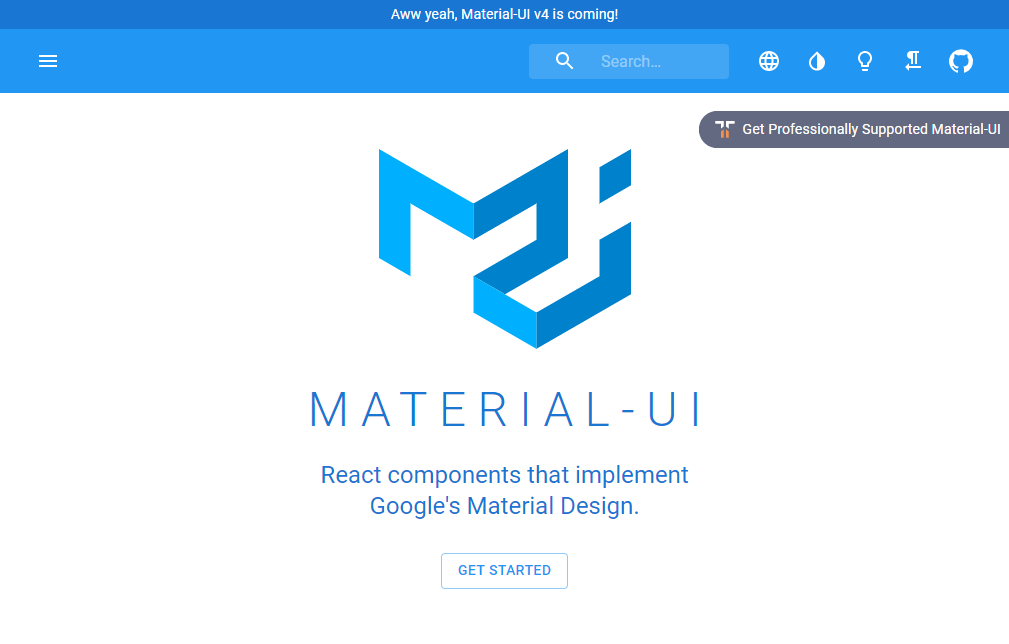 Aww yeah, Material-UI v4 is coming!
Search…
Get Professionally Supported Material-UI
MATERIAL-UI
React components that implement
Google's Material Design.
GET STARTED